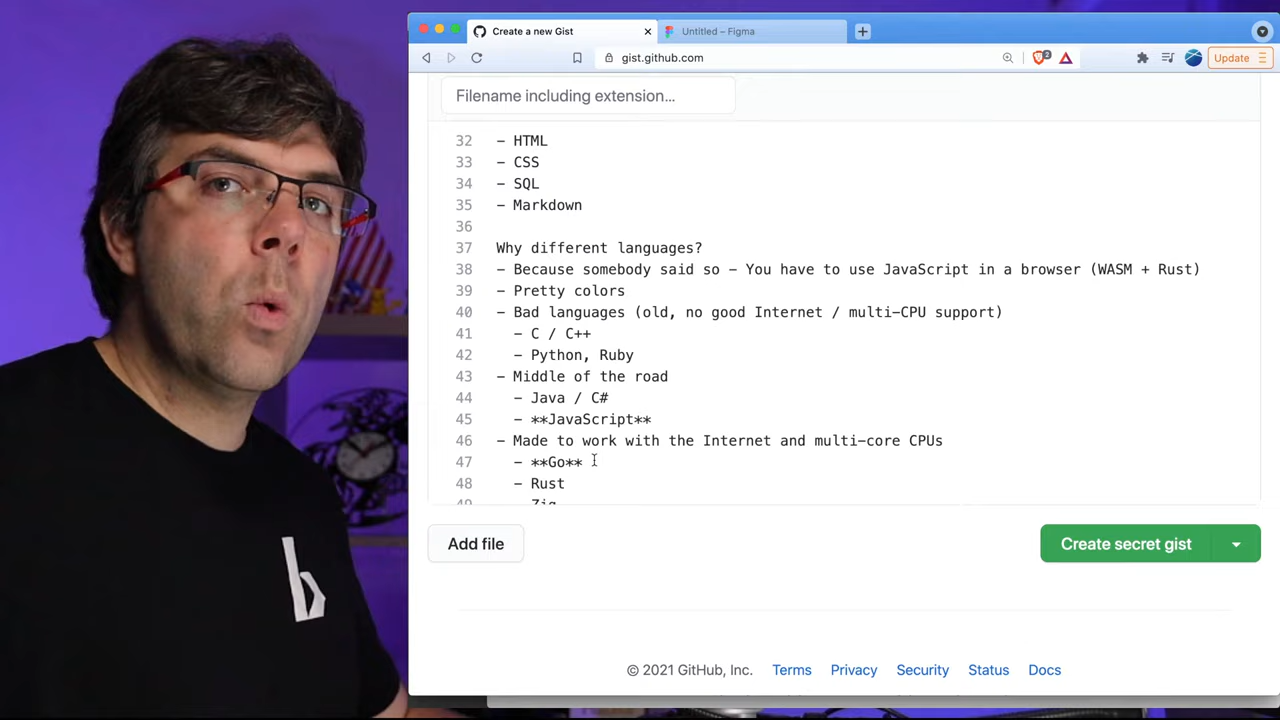 Create a new Gist
Untitled – Figma
gist.github.com
2
Update
Filename including extension...
32 - HTML
33 - CSS
34 - SQL
35 - Markdown
36
37 Why different languages?
38 - Because somebody said so - You have to use JavaScript in a browser (WASM + Rust)
39 - Pretty colors
40 - Bad languages (old, no good Internet / multi-CPU support)
41 - C / C++
42 - Python, Ruby
43 - Middle of the road
44 - Java / C#
45 - **JavaScript**
46 - Made to work with the Internet and multi-core CPUs
47 - **Go**
48 - Rust
49 - Zig
Add file
Create secret gist
© 2021 GitHub, Inc. Terms Privacy Security Status Docs
b